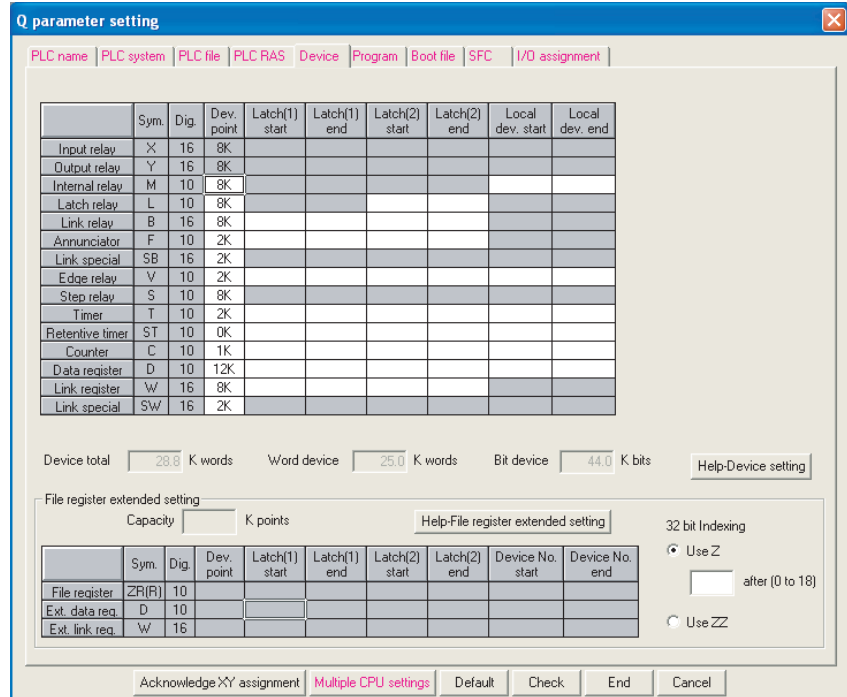 Q parameter setting
PLC name PLC system PLC file PLC RAS Device Program Boot file SFC I/O assignment
Sym. Dig. Dev. point Latch(1) start Latch(1) end Latch(2) start Latch(2) end Local dev. start Local dev. end
Input relay X 16 8K
Output relay Y 16 8K
Internal relay M 10 8K
Latch relay L 10 8K
Link relay B 16 8K
Annunciator F 10 2K
Link special SB 16 2K
Edge relay V 10 2K
Step relay S 10 8K
Timer T 10 2K
Retentive timer ST 10 0K
Counter C 10 1K
Data register D 10 12K
Link register W 16 8K
Link special SW 16 2K
Device total 28.8 K words Word device 25.0 K words Bit device 44.0 K bits Help-Device setting
File register extended setting
Capacity K points Help-File register extended setting
Sym. Dig. Dev. point Latch(1) start Latch(1) end Latch(2) start Latch(2) end Device No. start Device No. end
File register ZR(R) 10
Ext. data reg. D 10
Ext. link reg. W 16
32 bit Indexing
Use Z
after (0 to 18)
Use ZZ
Acknowledge XY assignment Multiple CPU settings Default Check End Cancel